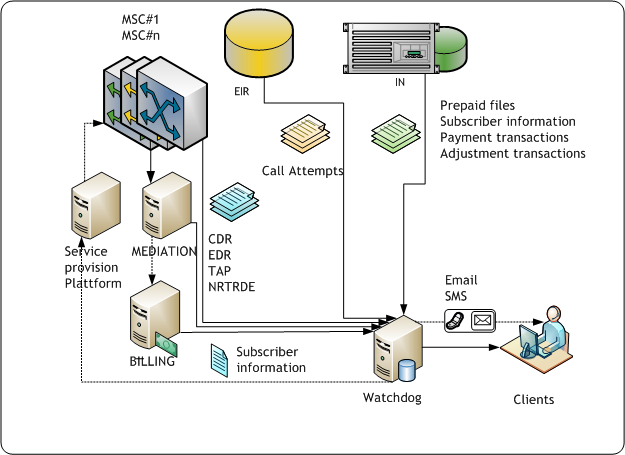 MSC#1
MSC#n
EIR
IN
Prepaid files
Subscriber information
Payment transactions
Adjustment transactions
Call Attempts
Service
provision
Plattform
MEDIATION
CDR
EDR
TAP
NRTRDE
Email
SMS
BILLING
Subscriber
information
Watchdog
Clients